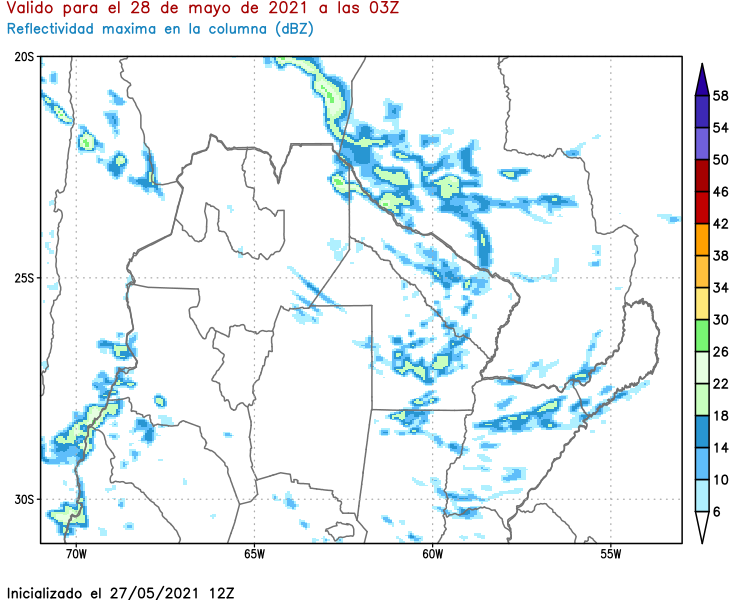 Valido para el 28 de mayo de 2021 a las 03Z
Reflectividad maxima en la columna (dBZ)
20S
25S
30S
70W
65W
60W
55W
58
54
50
46
42
38
34
30
26
22
18
14
10
6
Inicializado el 27/05/2021 12Z